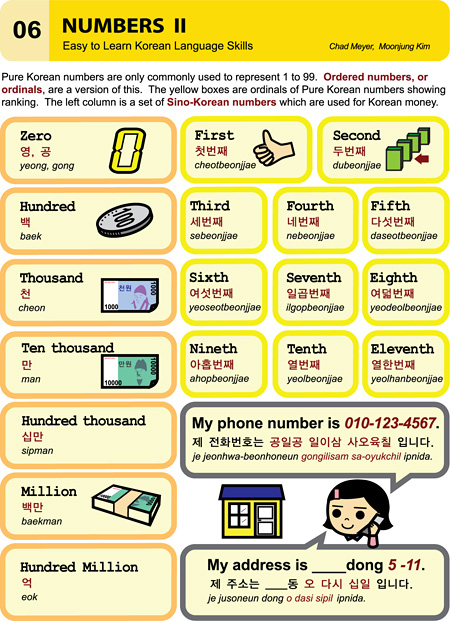 06
NUMBERS II
Easy to Learn Korean Language Skills
Chad Meyer, Moonjung Kim
Pure Korean numbers are only commonly used to represent 1 to 99. Ordered numbers, or
ordinals, are a version of this. The yellow boxes are ordinals of Pure Korean numbers showing
ranking. The left column is a set of Sino-Korean numbers which are used for Korean money.
Zero
영, 공
yeong, gong
0
First
첫번째
cheotbeonjjae
Second
두번째
dubeonjjae
Hundred
백
baek
Third
세번째
sebeonjjae
Fourth
네번째
nebeonjjae
Fifth
다섯번째
daseotbeonjjae
Thousand
천
cheon
천원
1000
1000
Sixth
여섯번째
yeoseotbeonjjae
Seventh
일곱번째
ilgopbeonjjae
Eighth
여덟번째
yeodeolbeonjjae
Ten thousand
만
man
만원
10000
10000
Nineth
아홉번째
ahopbeonjjae
Tenth
열번째
yeolbeonjjae
Eleventh
열한번째
yeolhanbeonjjae
Hundred thousand
십만
sipman
My phone number is 010-123-4567.
제 전화번호는 공일공 일이삼 사오육칠 입니다.
je jeonhwa-beonhoneun gongilgong ilisam sa-oyukchil ipnida.
Million
백만
baekman
Hundred Million
억
eok
My address is ____dong 5 -11.
제 주소는 ___동 오 다시 십일 입니다.
je jusoneun dong o dasi sipil ipnida.